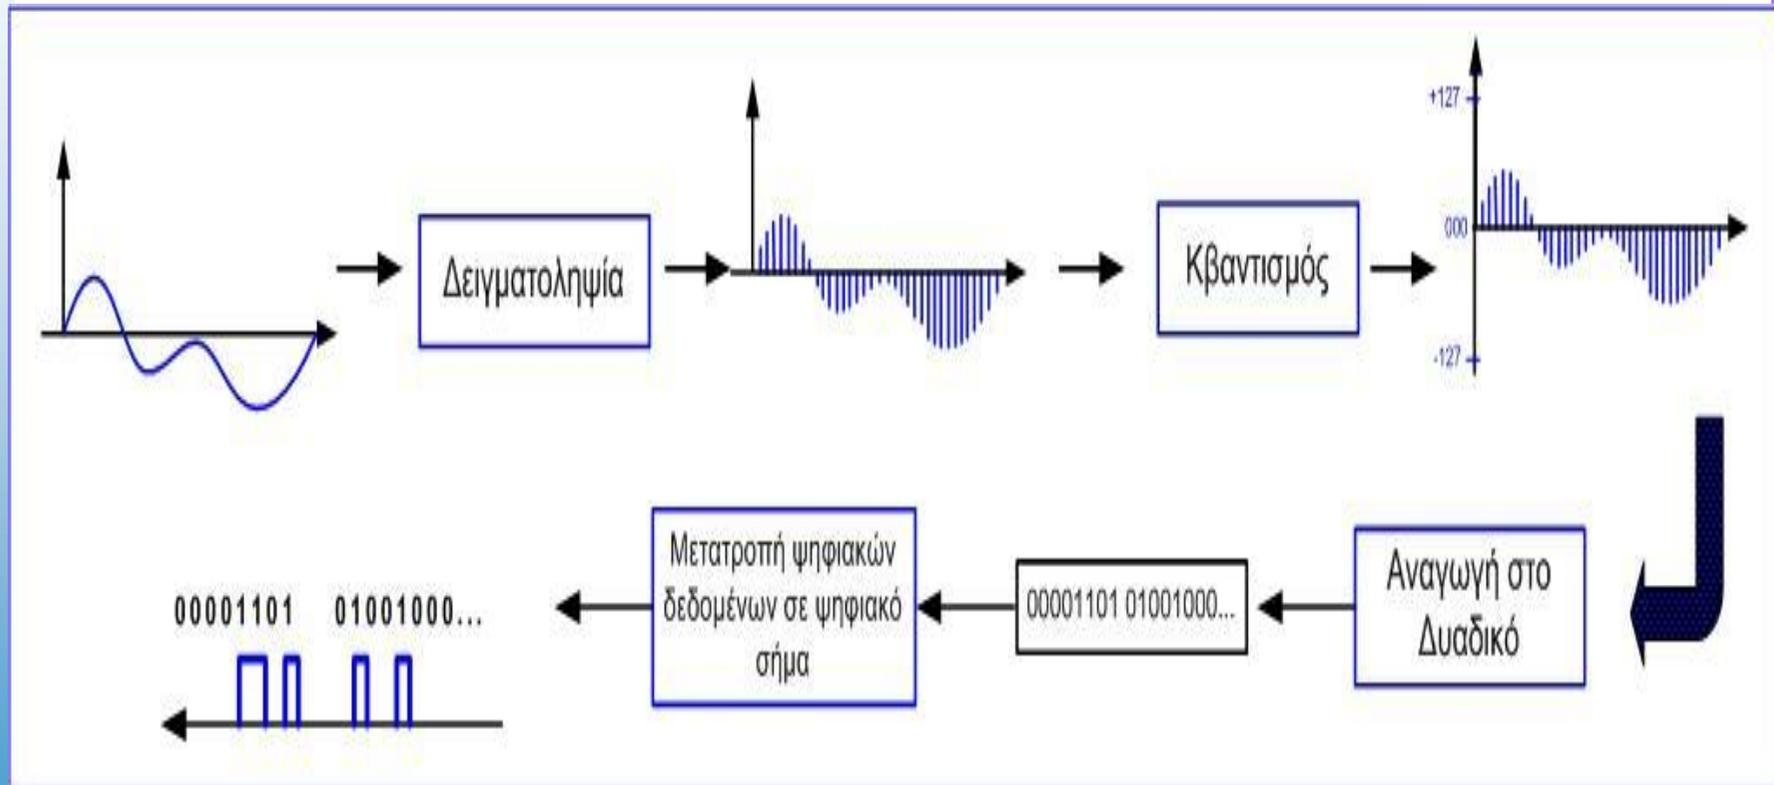 Δειγματοληψία
Κβαντισμός
+127
000
-127
Αναγωγή στο
Δυαδικό
00001101 01001000...
Μετατροπή ψηφιακών
δεδομένων σε ψηφιακό
σήμα
00001101 01001000...